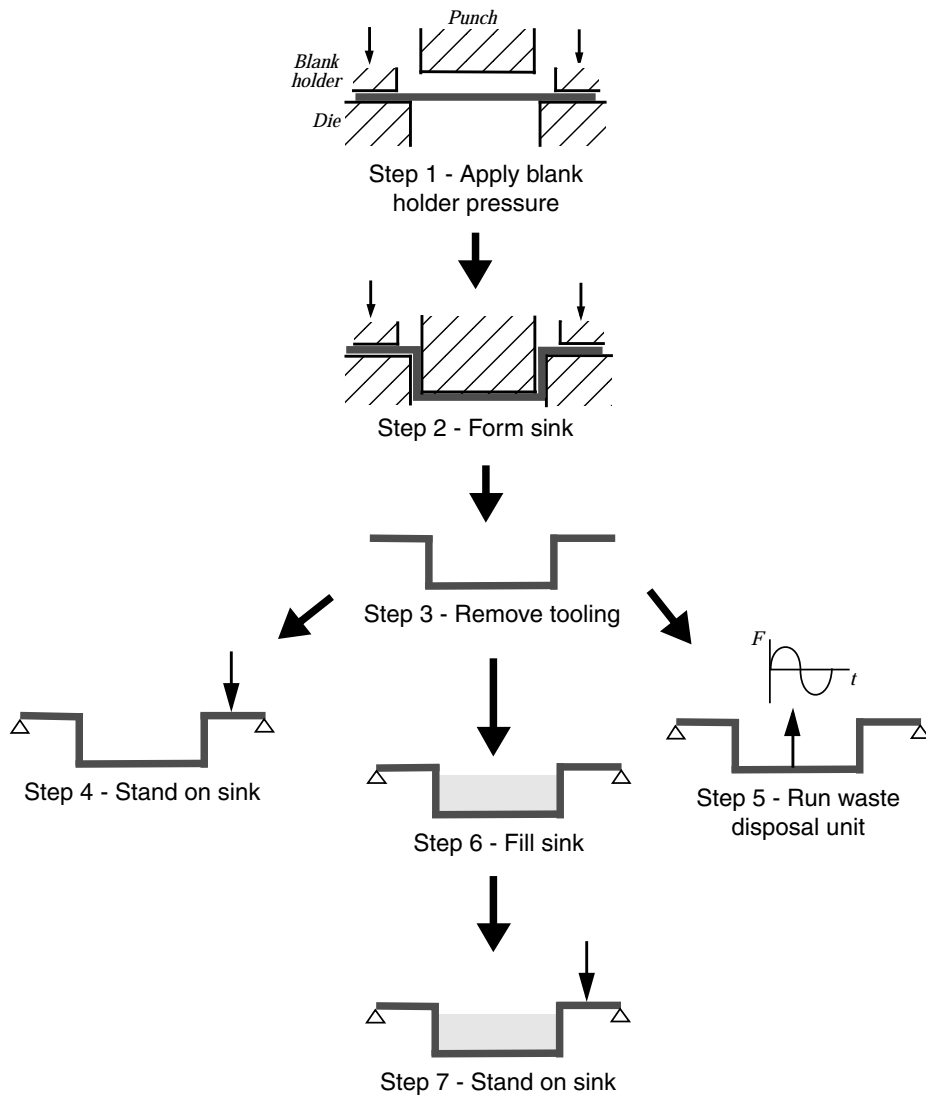 Punch
Blank
holder
Die
Step 1 - Apply blank
holder pressure
Step 2 - Form sink
Step 3 - Remove tooling
F
t
Step 4 - Stand on sink
Step 5 - Run waste
disposal unit
Step 6 - Fill sink
Step 7 - Stand on sink